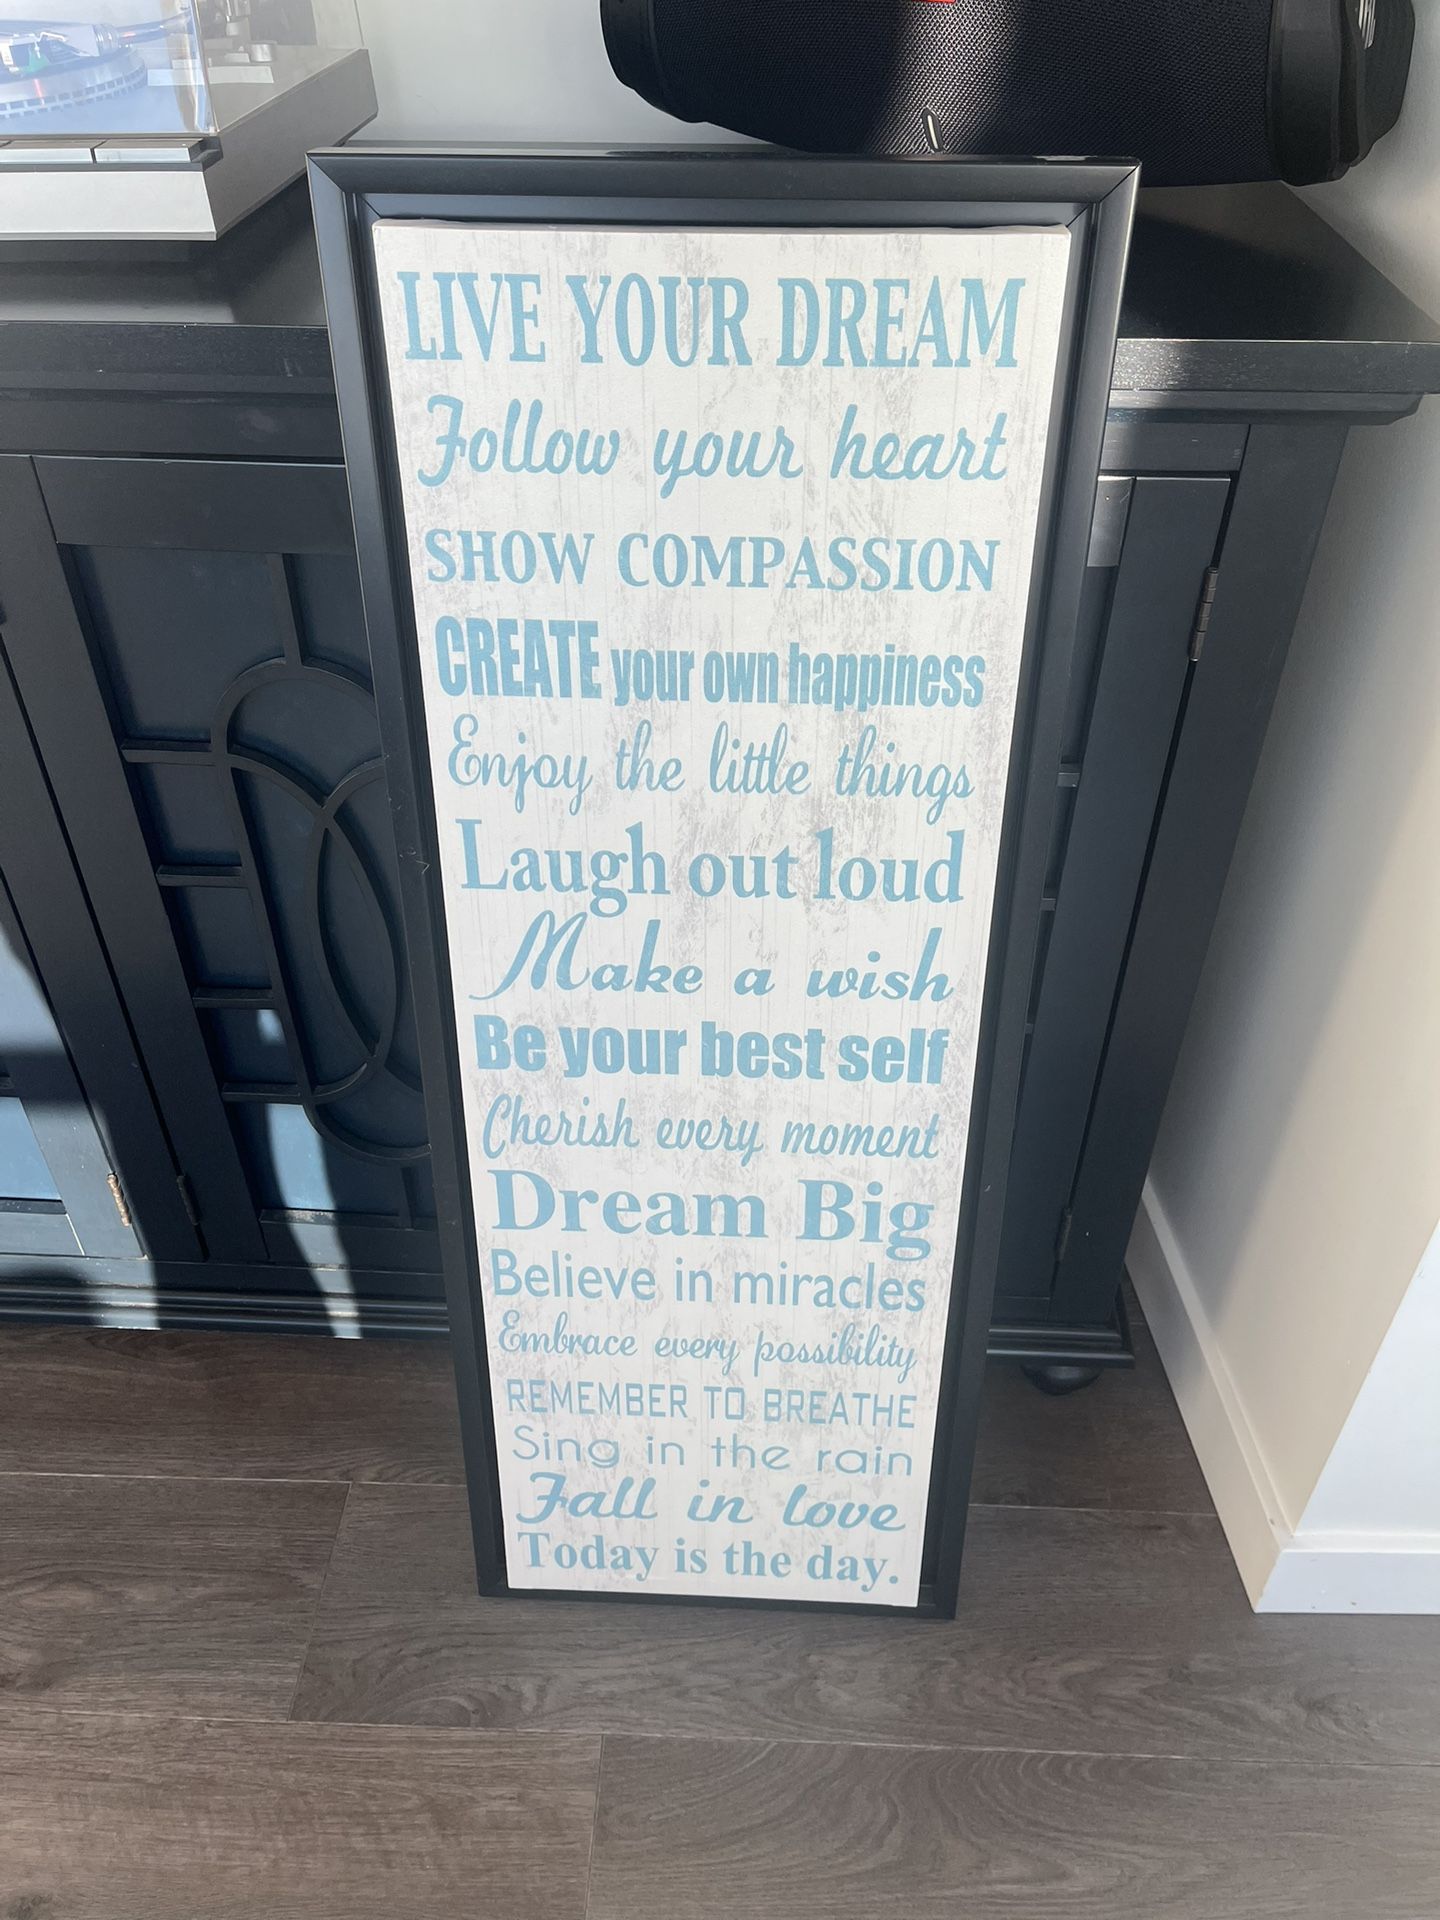 LIVE YOUR DREAM
Follow your heart
SHOW COMPASSION
CREATE your own happiness
Enjoy the little things
Laugh out loud
Make a wish
Be your best self
Cherish every moment
Dream Big
Believe in miracles
Embrace every possibility
REMEMBER TO BREATHE
Sing in the rain
Fall in love
Today is the day.